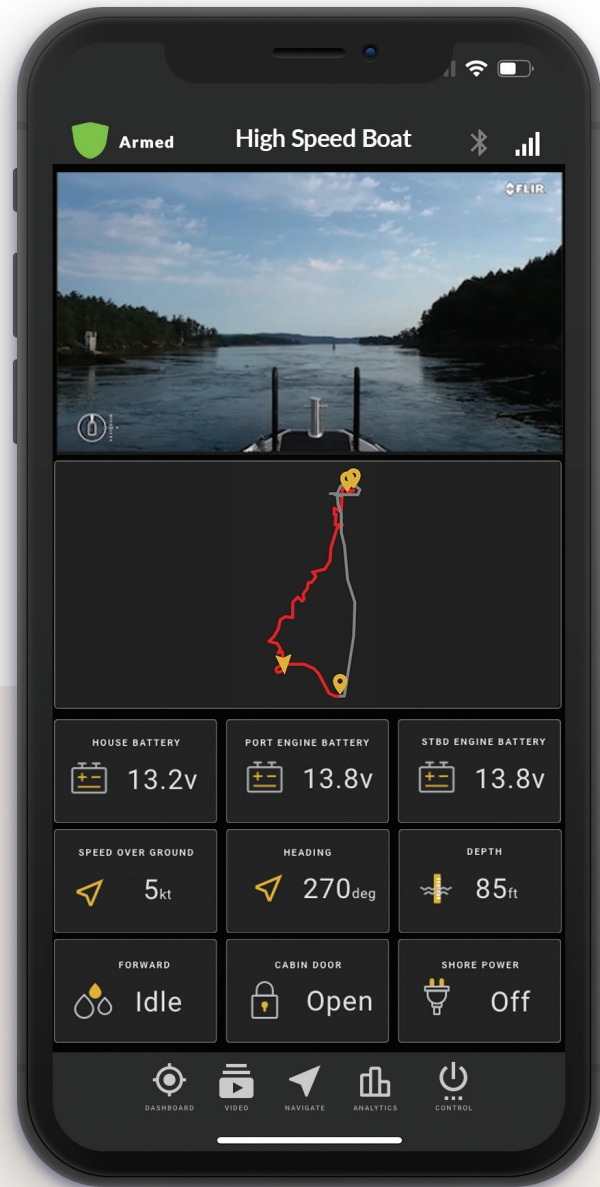 Armed
High Speed Boat
FLIR
HOUSE BATTERY
PORT ENGINE BATTERY
STBD ENGINE BATTERY
13.2v
13.8v
13.8v
SPEED OVER GROUND
HEADING
DEPTH
5kt
270deg
85ft
FORWARD
CABIN DOOR
SHORE POWER
Idle
Open
Off
DASHBOARD
VIDEO
NAVIGATE
ANALYTICS
CONTROL